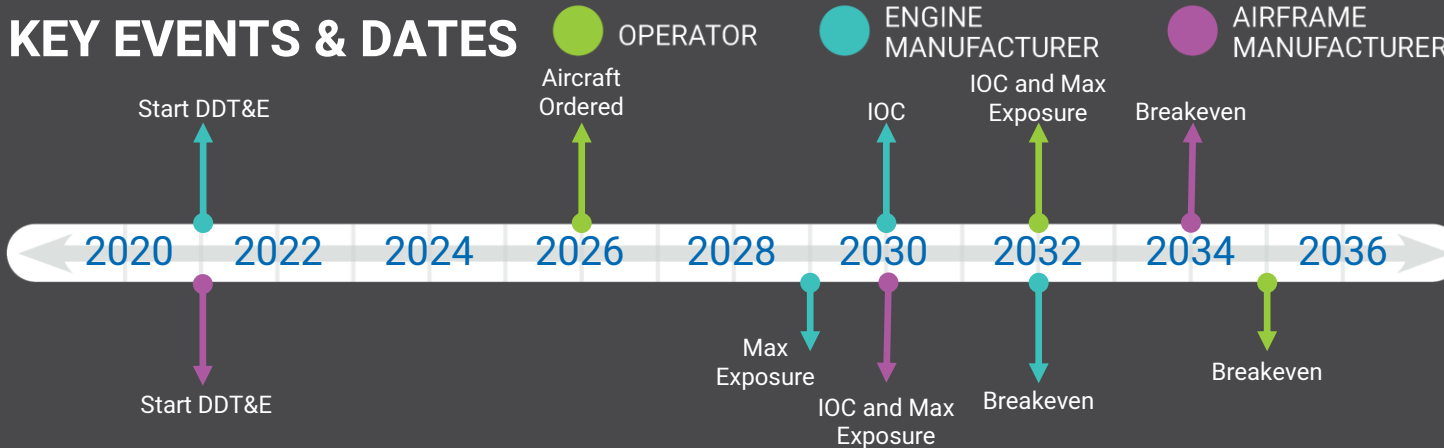 KEY EVENTS & DATES
OPERATOR
ENGINE
MANUFACTURER
AIRFRAME
MANUFACTURER
Start DDT&E
Aircraft
Ordered
IOC
IOC and Max
Exposure
Breakeven
2020 2022 2024 2026 2028 2030 2032 2034 2036
Start DDT&E
Max
Exposure
IOC and Max
Exposure
Breakeven
Breakeven